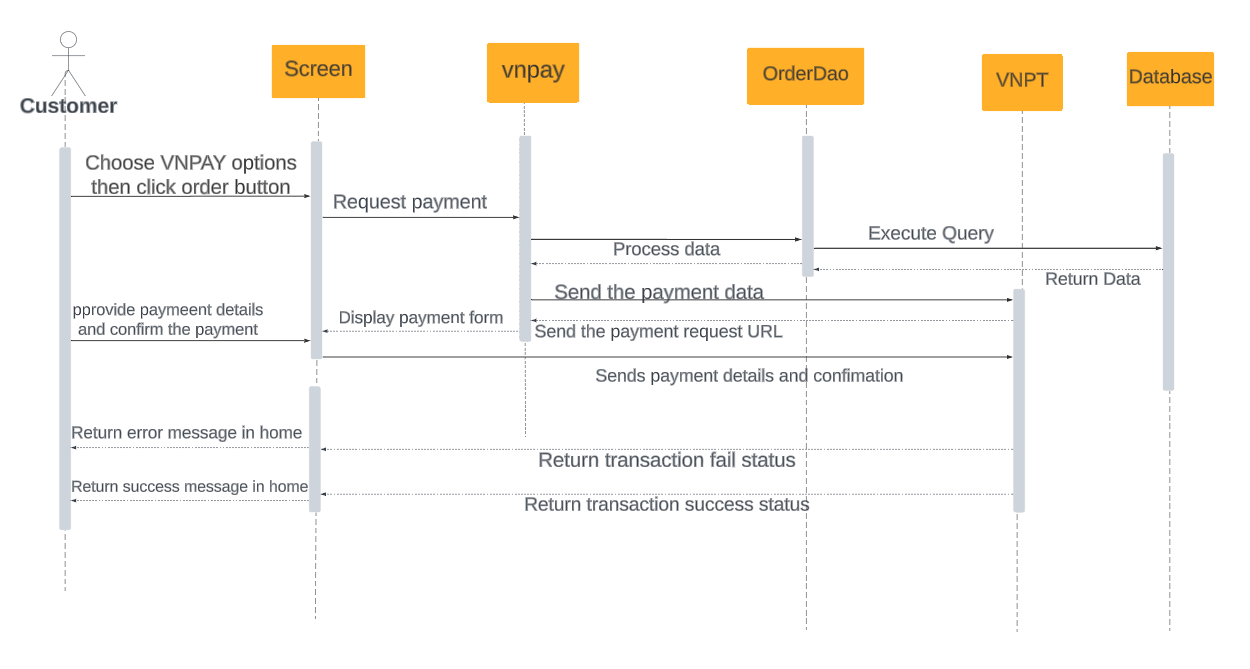 Customer
Screen
vnpay
OrderDao
VNPT
Database
Choose VNPAY options
then click order button
Request payment
Process data
Execute Query
Return Data
Send the payment data
Send the payment request URL
Display payment form
pprovide paymeent details
and confirm the payment
Sends payment details and confimation
Return error message in home
Return transaction fail status
Return success message in home
Return transaction success status